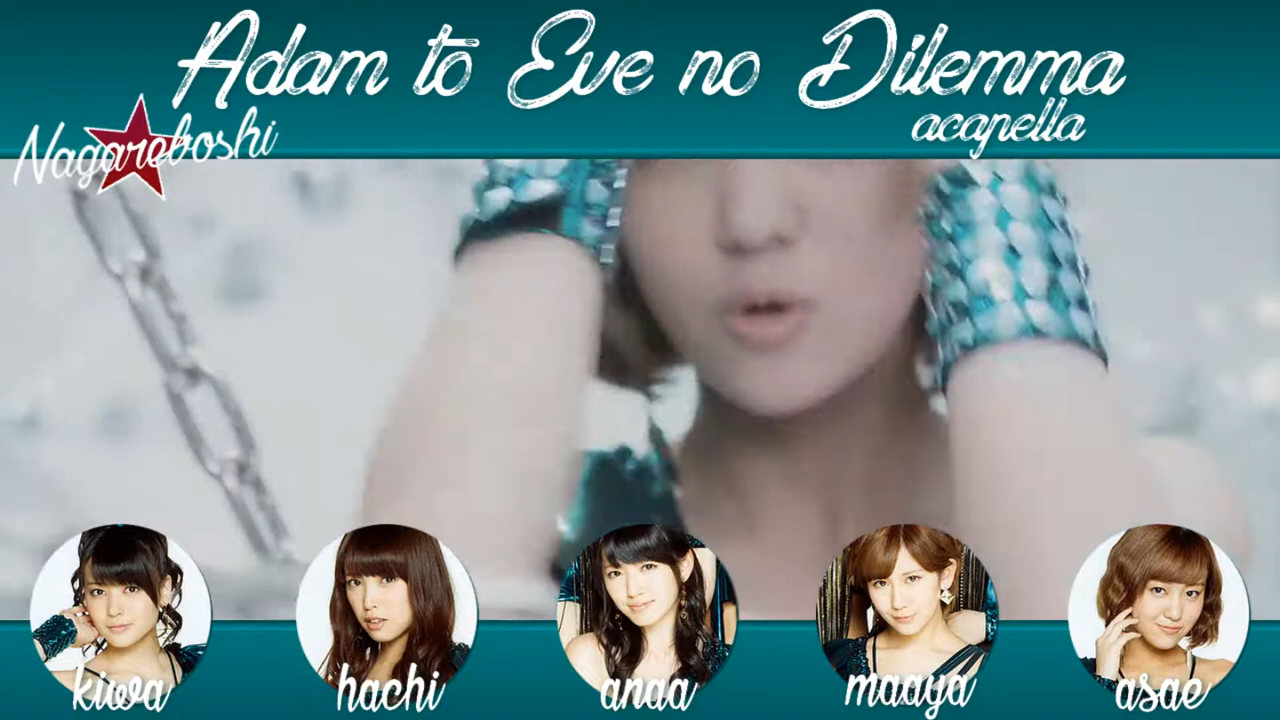 Adam to Eve no Dilemma
acapella
Nagareboshi
kiwa
hachi
anaa
maaya
asae